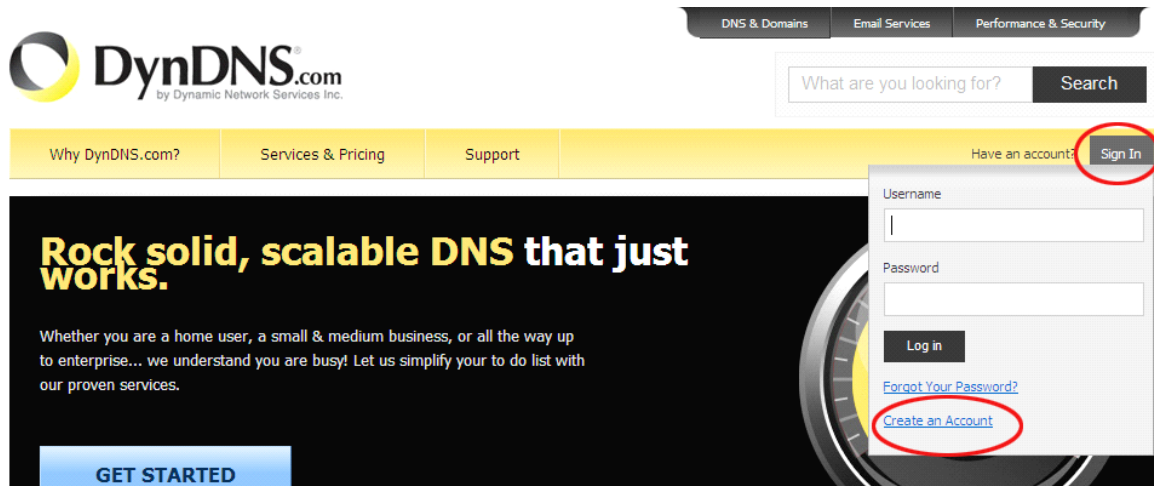 DNS & Domains
Email Services
Performance & Security
DynDNS.com
by Dynamic Network Services Inc.
What are you looking for?
Search
Why DynDNS.com?
Services & Pricing
Support
Have an account?
Sign In
Username
Password
Log in
Forgot Your Password?
Create an Account
Rock solid, scalable DNS that just
works.
Whether you are a home user, a small & medium business, or all the way up
to enterprise... we understand you are busy! Let us simplify your to do list with
our proven services.
GET STARTED